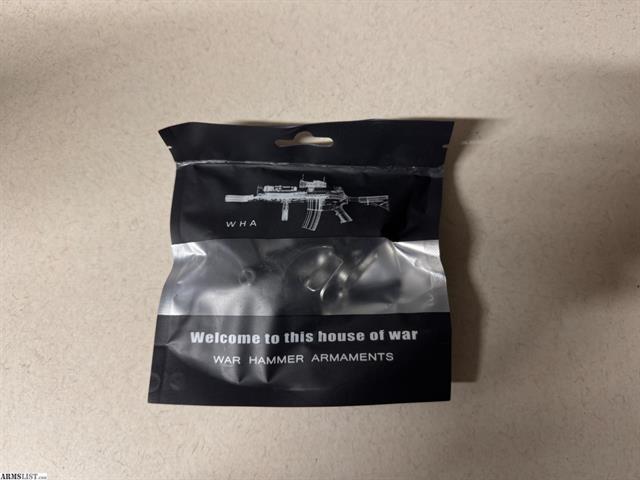 WHA
Welcome to this house of war
WAR HAMMER ARMAMENTS
ARMSLIST.com